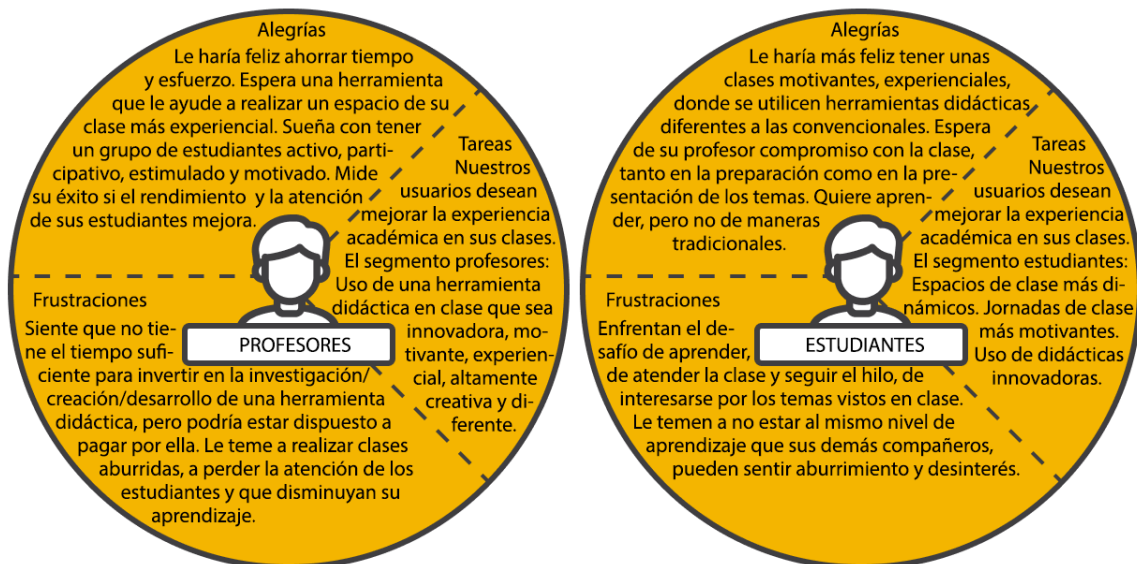 Alegrías
Le haría feliz ahorrar tiempo
y esfuerzo. Espera una herramienta
que le ayude a realizar un espacio de su
clase más experiencial. Sueña con tener
un grupo de estudiantes activo, parti-
cipativo, estimulado y motivado. Mide
su éxito si el rendimiento y la atención
de sus estudiantes mejora.
Tareas
Nuestros
usuarios desean
mejorar la experiencia
académica en sus clases.
El segmento profesores:
Uso de una herramienta
didáctica en clase que sea
innovadora, mo-
tivante, experien-
cial, altamente
creativa y di-
ferente.
Frustraciones
Siente que no tie-
ne el tiempo sufi-
ciente para invertir en la investigación/
creación/desarrollo de una herramienta
didáctica, pero podría estar dispuesto a
pagar por ella. Le teme a realizar clases
aburridas, a perder la atención de los
estudiantes y que disminuyan su
aprendizaje.
PROFESORES
Alegrías
Le haría más feliz tener unas
clases motivantes, experienciales,
donde se utilicen herramientas didácticas
diferentes a las convencionales. Espera
de su profesor compromiso con la clase,
tanto en la preparación como en la pre-
sentación de los temas. Quiere apren-
der, pero no de maneras
tradicionales.
Tareas
Nuestros
usuarios desean
mejorar la experiencia
académica en sus clases.
El segmento estudiantes:
Espacios de clase más di-
námicos. Jornadas de clase
más motivantes.
Uso de didácticas
innovadoras.
Frustraciones
Enfrentan el de-
safío de aprender,
de atender la clase y seguir el hilo, de
interesarse por los temas vistos en clase.
Le temen a no estar al mismo nivel de
aprendizaje que sus demás compañeros,
pueden sentir aburrimiento y desinterés.
ESTUDIANTES